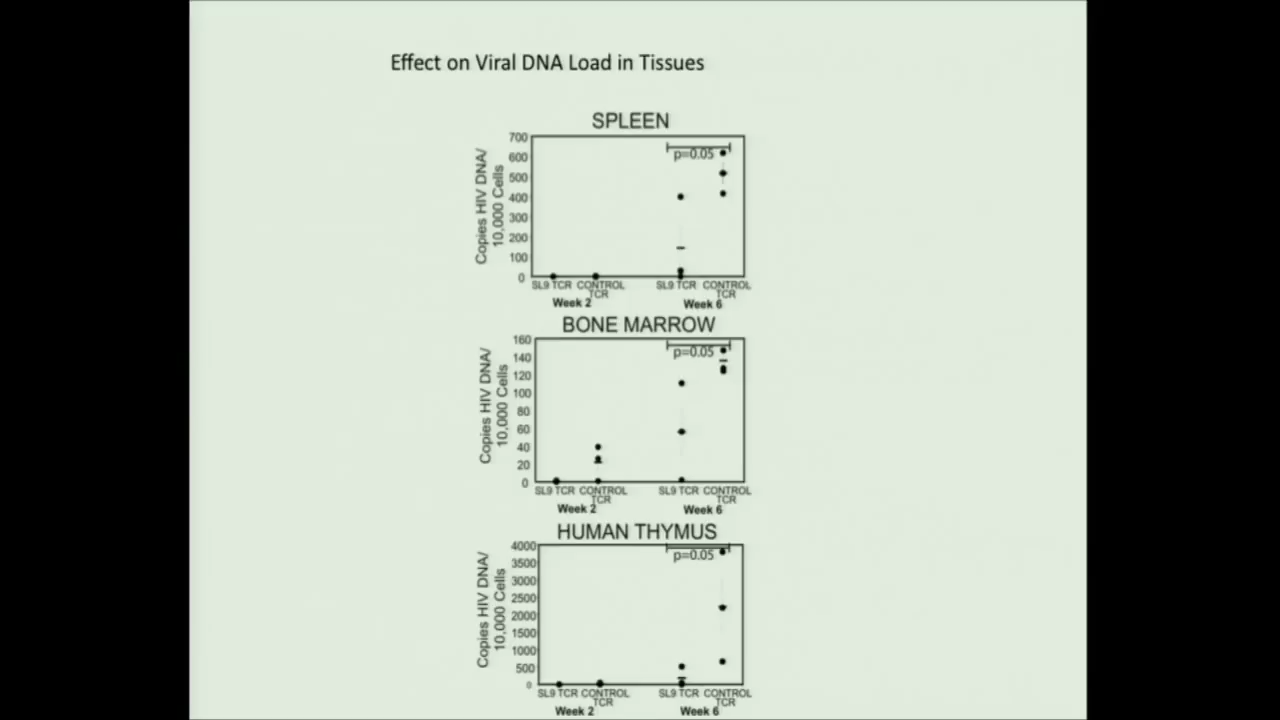 Effect on Viral DNA Load in Tissues
SPLEEN
Copies HIV DNA/
10,000 Cells
700
600
500
400
300
200
100
0
p=0.05
SL9 TCR CONTROL TCR SL9 TCR CONTROL TCR
Week 2 Week 6
BONE MARROW
Copies HIV DNA/
10,000 Cells
160
140
120
100
80
60
40
20
0
p=0.05
SL9 TCR CONTROL TCR SL9 TCR CONTROL TCR
Week 2 Week 6
HUMAN THYMUS
Copies HIV DNA/
10,000 Cells
4000
3500
3000
2500
2000
1500
1000
500
0
p=0.05
SL9 TCR CONTROL TCR SL9 TCR CONTROL TCR
Week 2 Week 6